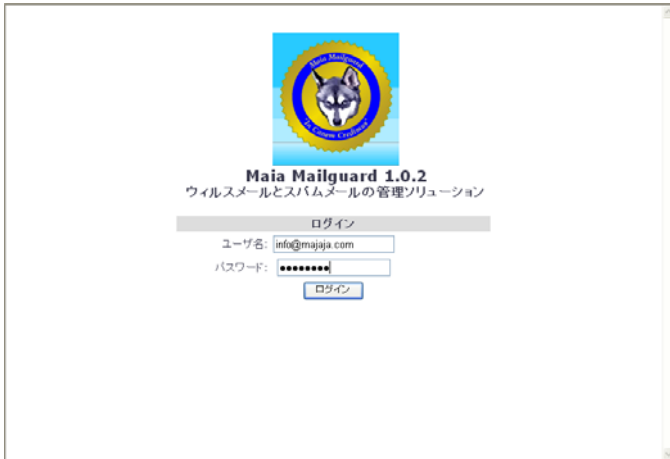 Maia Mailguard
"In Canem Credimus"
Maia Mailguard 1.0.2
ウィルスメールとスパムメールの管理ソリューション
ログイン
ユーザ名: info@majaja.com
パスワード: ●●●●●●●●
ログイン